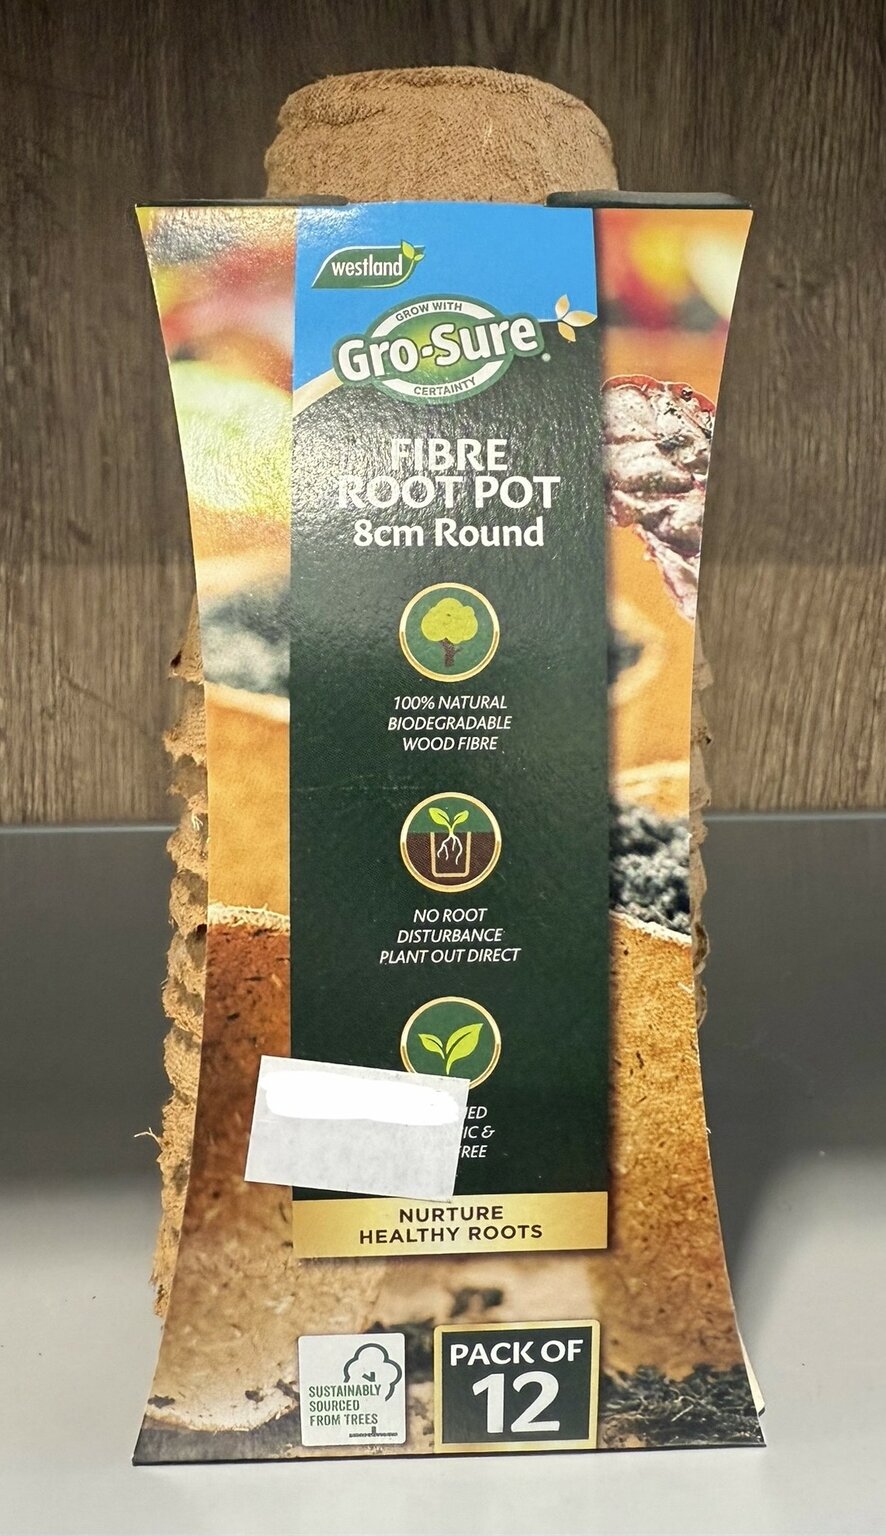 westland
GROW WITH
Gro-Sure
CERTAINTY
FIBRE
ROOT POT
8cm Round
100% NATURAL
BIODEGRADABLE
WOOD FIBRE
NO ROOT
DISTURBANCE
PLANT OUT DIRECT
&
NURTURE
HEALTHY ROOTS
SUSTAINABLY
SOURCED
FROM TREES
PACK OF
12